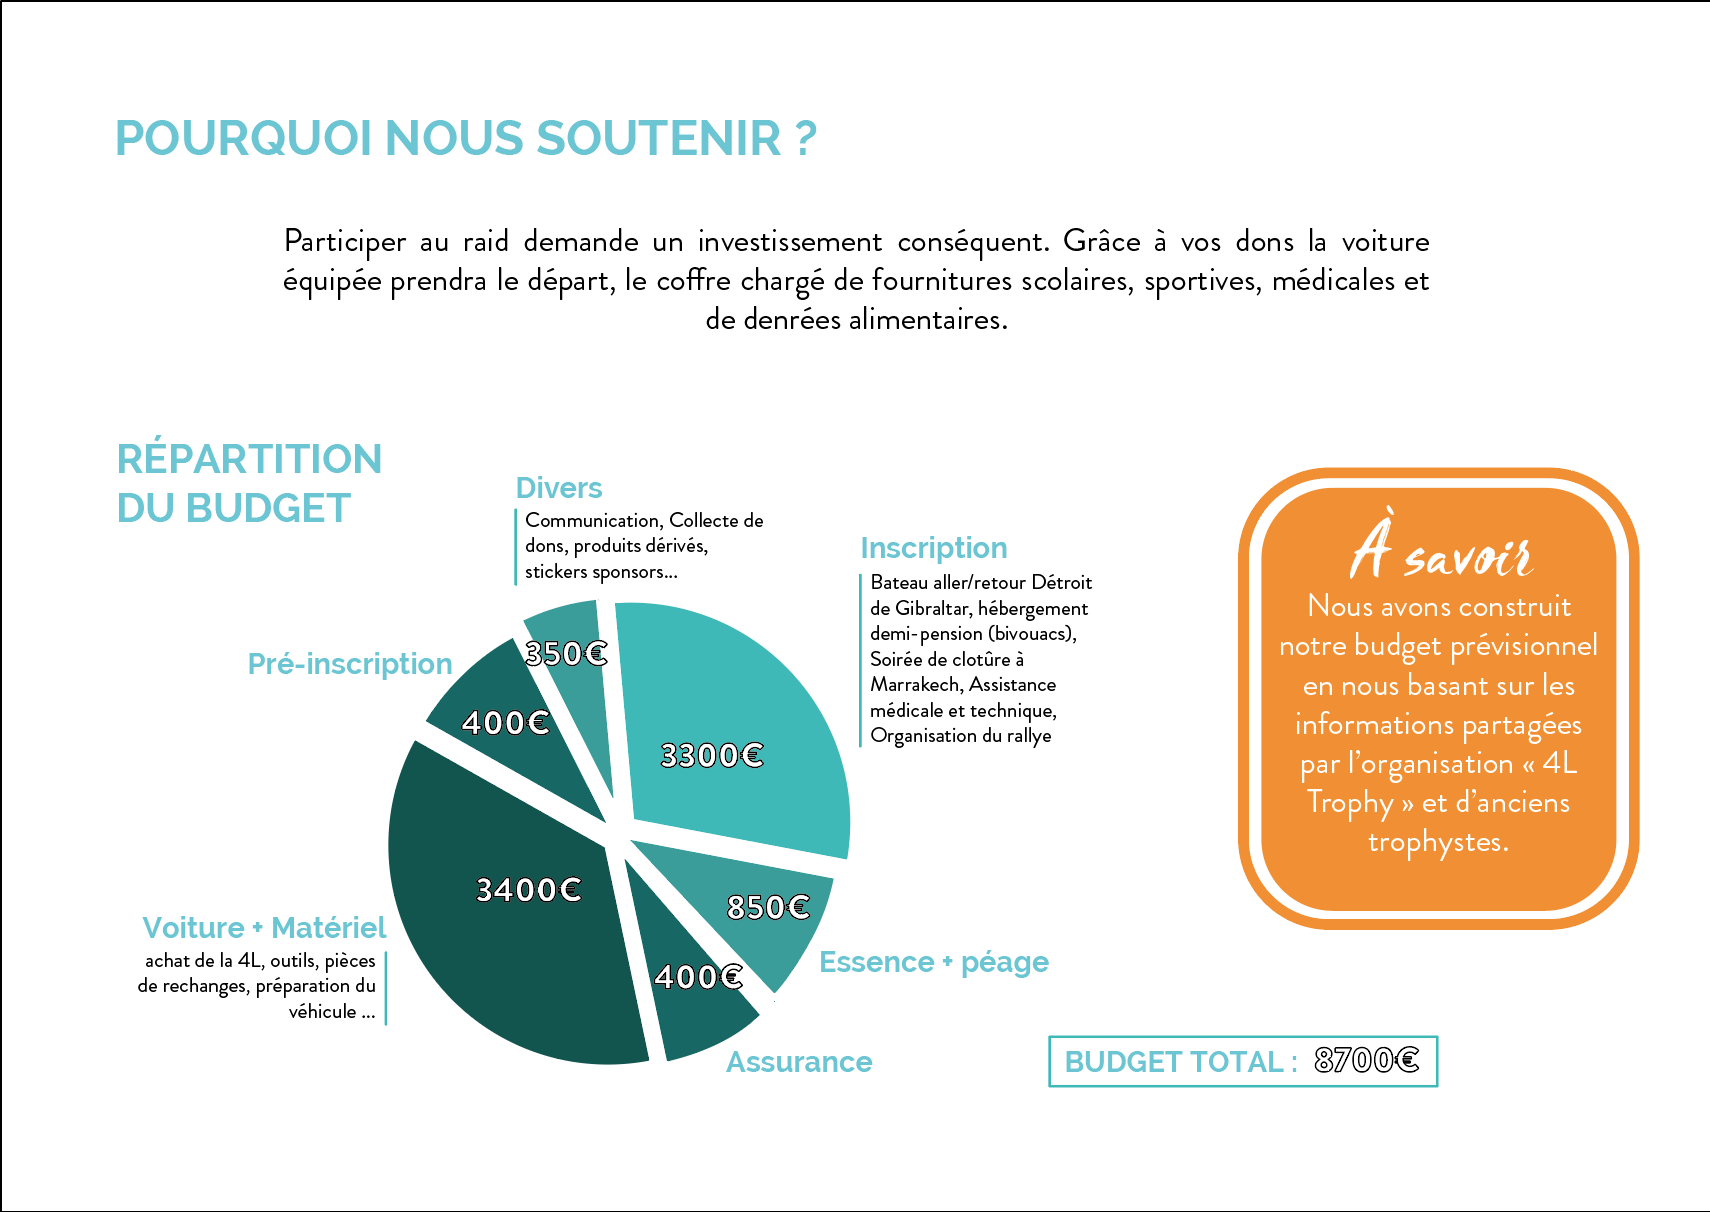 POURQUOI NOUS SOUTENIR ?
Participer au raid demande un investissement conséquent. Grâce à vos dons la voiture
équipée prendra le départ, le coffre chargé de fournitures scolaires, sportives, médicales et
de denrées alimentaires.
RÉPARTITION
DU BUDGET
Divers
Communication, Collecte de
dons, produits dérivés,
stickers sponsors...
Inscription
Bateau aller/retour Détroit
de Gibraltar, hébergement
demi-pension (bivouacs),
Soirée de clotûre à
Marrakech, Assistance
médicale et technique,
Organisation du rallye
Pré-inscription
350€
400€
3300€
3400€
850€
400€
Voiture + Matériel
achat de la 4L, outils, pièces
de rechanges, préparation du
véhicule ...
Essence + péage
Assurance
À savoir
Nous avons construit
notre budget prévisionnel
en nous basant sur les
informations partagées
par l'organisation « 4L
Trophy » et d'anciens
trophystes.
BUDGET TOTAL : 8700€